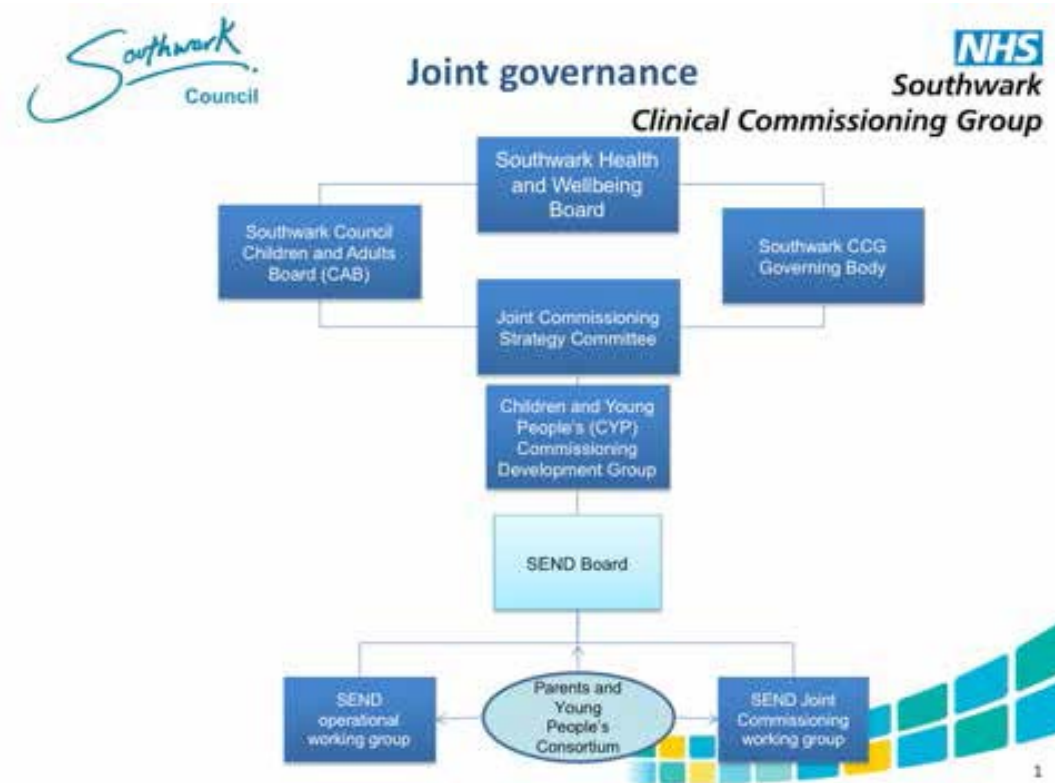 Southwark
Council
Joint governance
NHS
Southwark
Clinical Commissioning Group
Southwark Health
and Wellbeing
Board
Southwark Council
Children and Adults
Board (CAB)
Southwark CCG
Governing Body
Joint Commissioning
Strategy Committee
Children and Young
People's (CYP)
Commissioning
Development Group
SEND Board
SEND
operational
working group
Parents and
Young
People's
Consortium
SEND Joint
Commissioning
working group
1